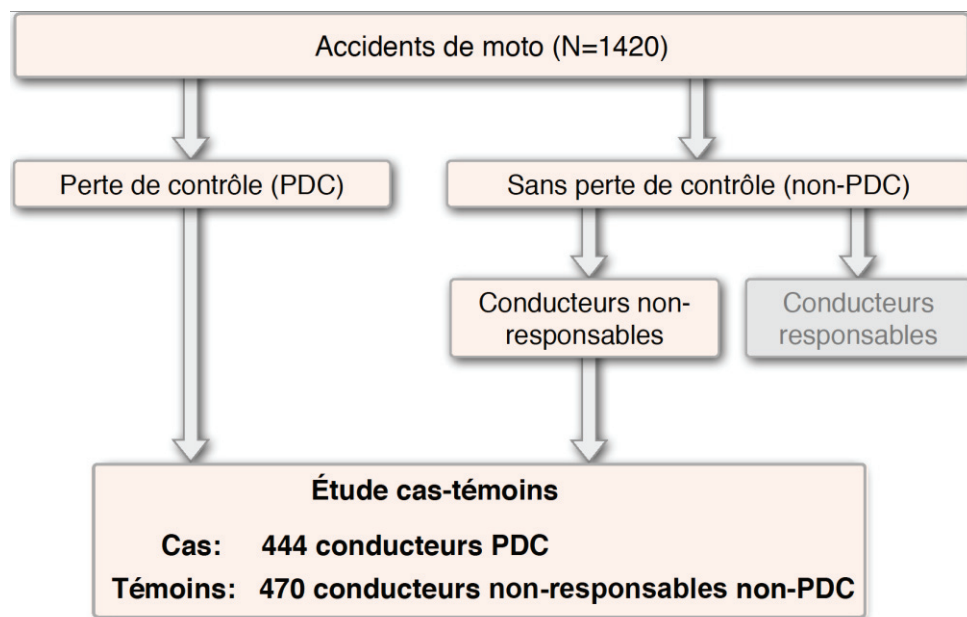 Accidents de moto (N=1420)
Perte de contrôle (PDC)
Sans perte de contrôle (non-PDC)
Conducteurs non-
responsables
Conducteurs
responsables
Étude cas-témoins
Cas: 444 conducteurs PDC
Témoins: 470 conducteurs non-responsables non-PDC